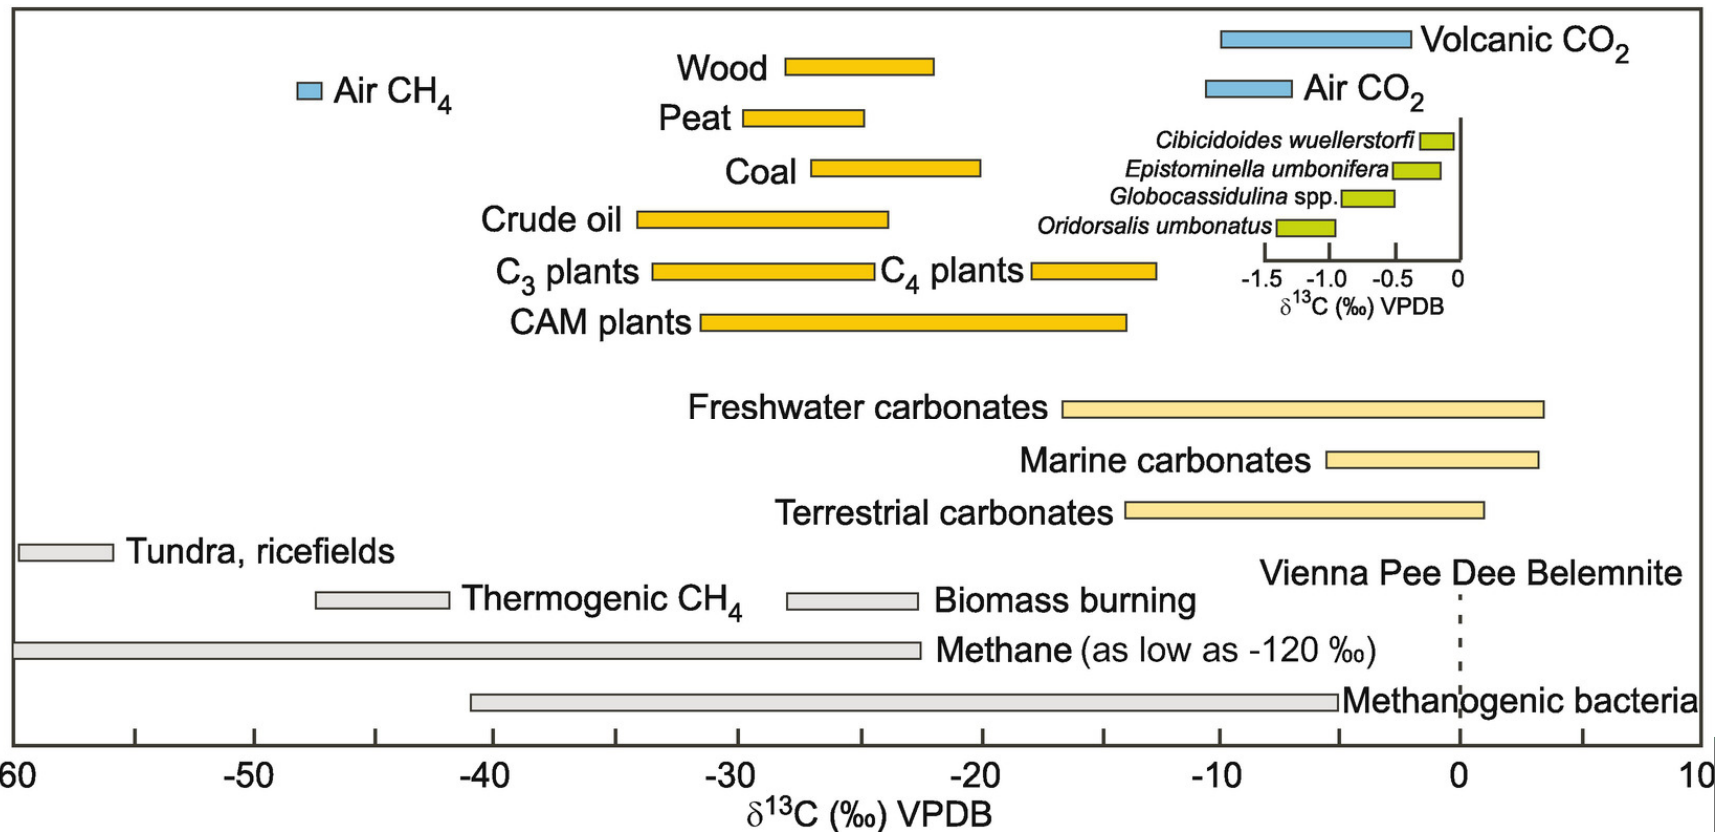 Volcanic CO₂
Wood
Air CH₄
Air CO₂
Peat
Cibicidoides wuellerstorfi
Coal
Epistominella umbonifera
Globocassidulina spp.
Crude oil
Oridorsalis umbonatus
C₃ plants
C₄ plants
-1.5 -1.0 -0.5 0
δ¹³C (‰) VPDB
CAM plants
Freshwater carbonates
Marine carbonates
Terrestrial carbonates
Tundra, ricefields
Vienna Pee Dee Belemnite
Thermogenic CH₄
Biomass burning
Methane (as low as -120 ‰)
Methanogenic bacteria
60 -50 -40 -30 -20 -10 0 10
δ¹³C (‰) VPDB